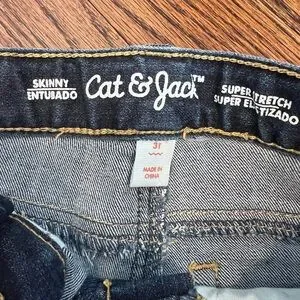 SKINNY
ENTUBADO
Cat & Jack™
SUPER STRETCH
SUPER ELASTIZADO
3T
MADE IN
CHINA